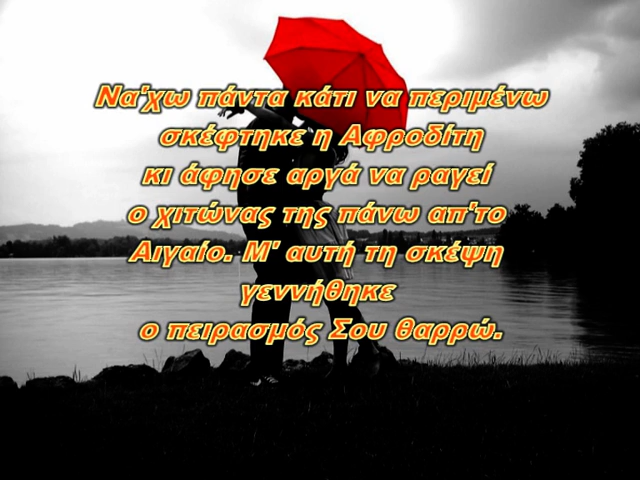 Να'χω πάντα κάτι να περιμένω
σκέφτηκε η Αφροδίτη
κι άφησε αργά να ραγεί
ο χιτώνας της πάνω απ'το
Αιγαίο. Μ' αυτή τη σκέψη
γεννήθηκε
ο πειρασμός Σου θαρρώ.